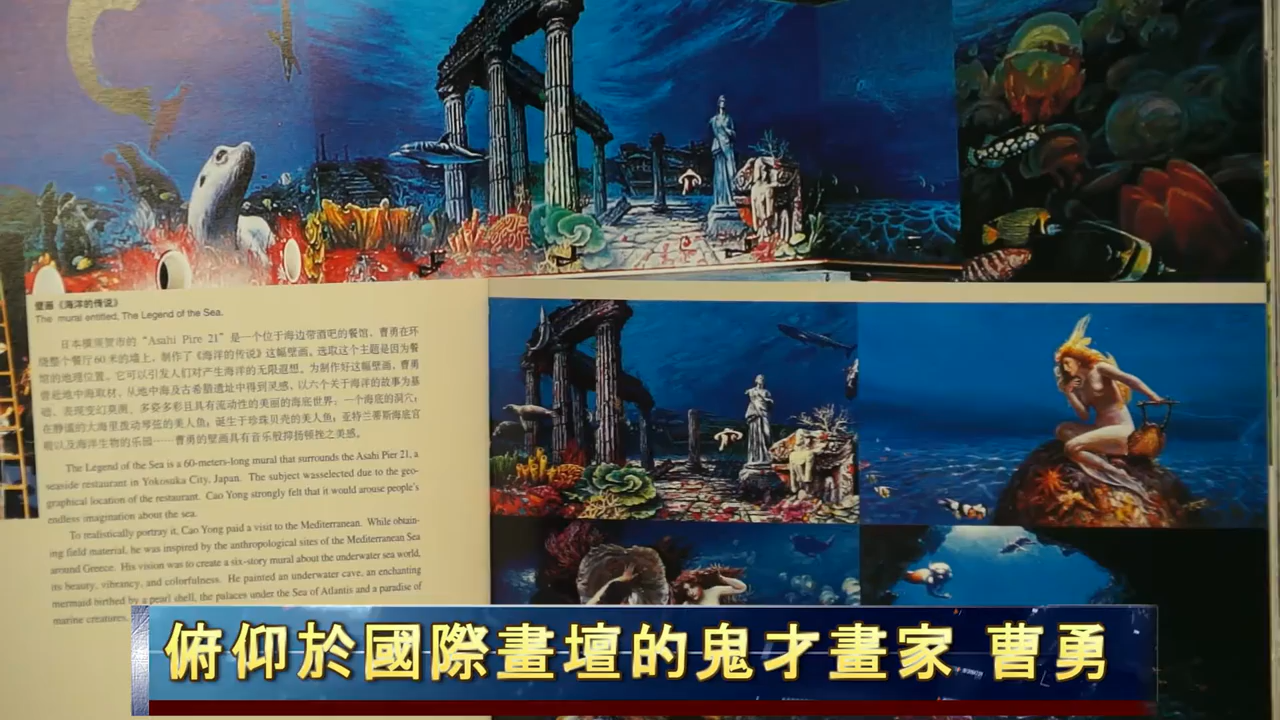 壁画《海洋的传说》
The mural entitled, The Legend of the Sea.
日本横须贺市的“Asahi Pire 21”是一个位于海边带酒吧的餐馆。曹勇在环
绕整个餐厅60米的墙上，制作了《海洋的传说》这幅壁画。选取这个主题是因为餐
馆的地理位置。它可以引发人们对产生海洋的无限遐想。为制作好这幅壁画，曹勇
曾赴地中海取材，从地中海及古希腊遗址中得到灵感，以六个关于海洋的故事为基
础，表现变幻莫测、多姿多彩且具有流动性的美丽的海底世界：一个海底的洞穴；
在静谧的大海里拨动琴弦的美人鱼；诞生于珍珠贝壳的美人鱼；亚特兰蒂斯海底宫
殿以及海洋生物的乐园……曹勇的壁画具有音乐般抑扬顿挫之美感。
The Legend of the Sea is a 60-meters-long mural that surrounds the Asahi Pier 21, a
seaside restaurant in Yokosuka City, Japan. The subject wasselected due to the geo-
graphical location of the restaurant. Cao Yong strongly felt that it would arouse people's
endless imagination about the sea.
To realistically portray it, Cao Yong paid a visit to the Mediterranean. While obtain-
ing field material, he was inspired by the anthropological sites of the Mediterranean Sea
around Greece. His vision was to create a six-story mural about the underwater sea world,
its beauty, vibrancy, and colorfulness. He painted an underwater cave, an enchanting
mermaid birthed by a pearl shell, the palaces under the Sea of Atlantis and a paradise of
marine creatures.
俯仰於國際畫壇的鬼才畫家 曹勇